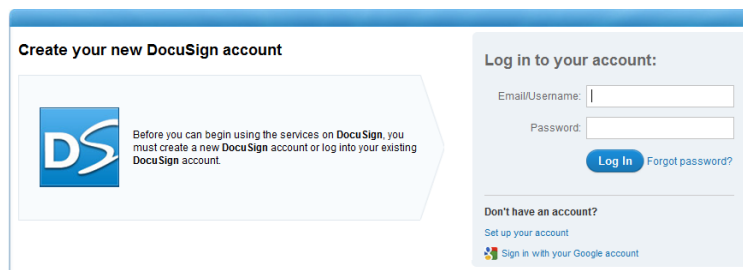 Create your new DocuSign account
DS
Before you can begin using the services on DocuSign, you
must create a new DocuSign account or log into your existing
DocuSign account.
Log in to your account:
Email/Username:
Password:
Log In Forgot password?
Don't have an account?
Set up your account
Sign in with your Google account